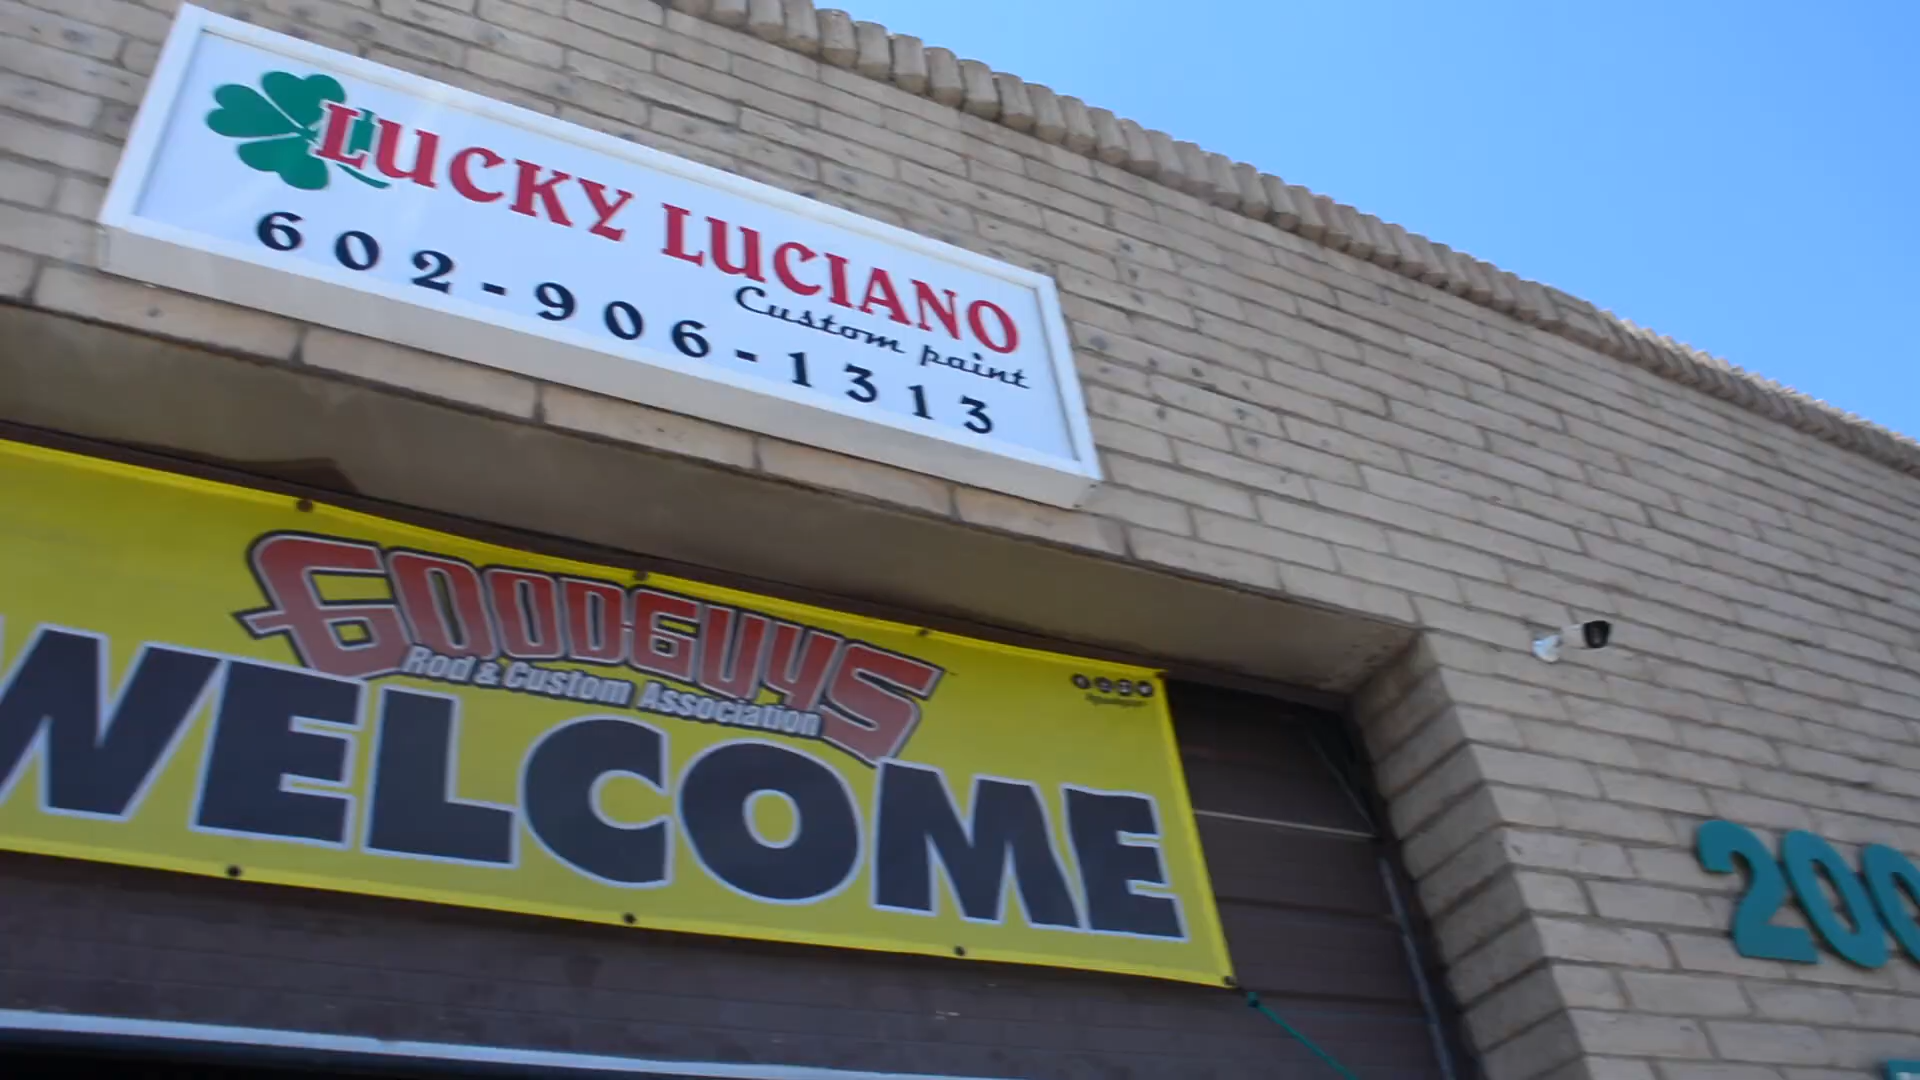 LUCKY LUCIANO
Custom paint
602-906-1313
GOODGUYS
Rod & Custom Association
WELCOME
200